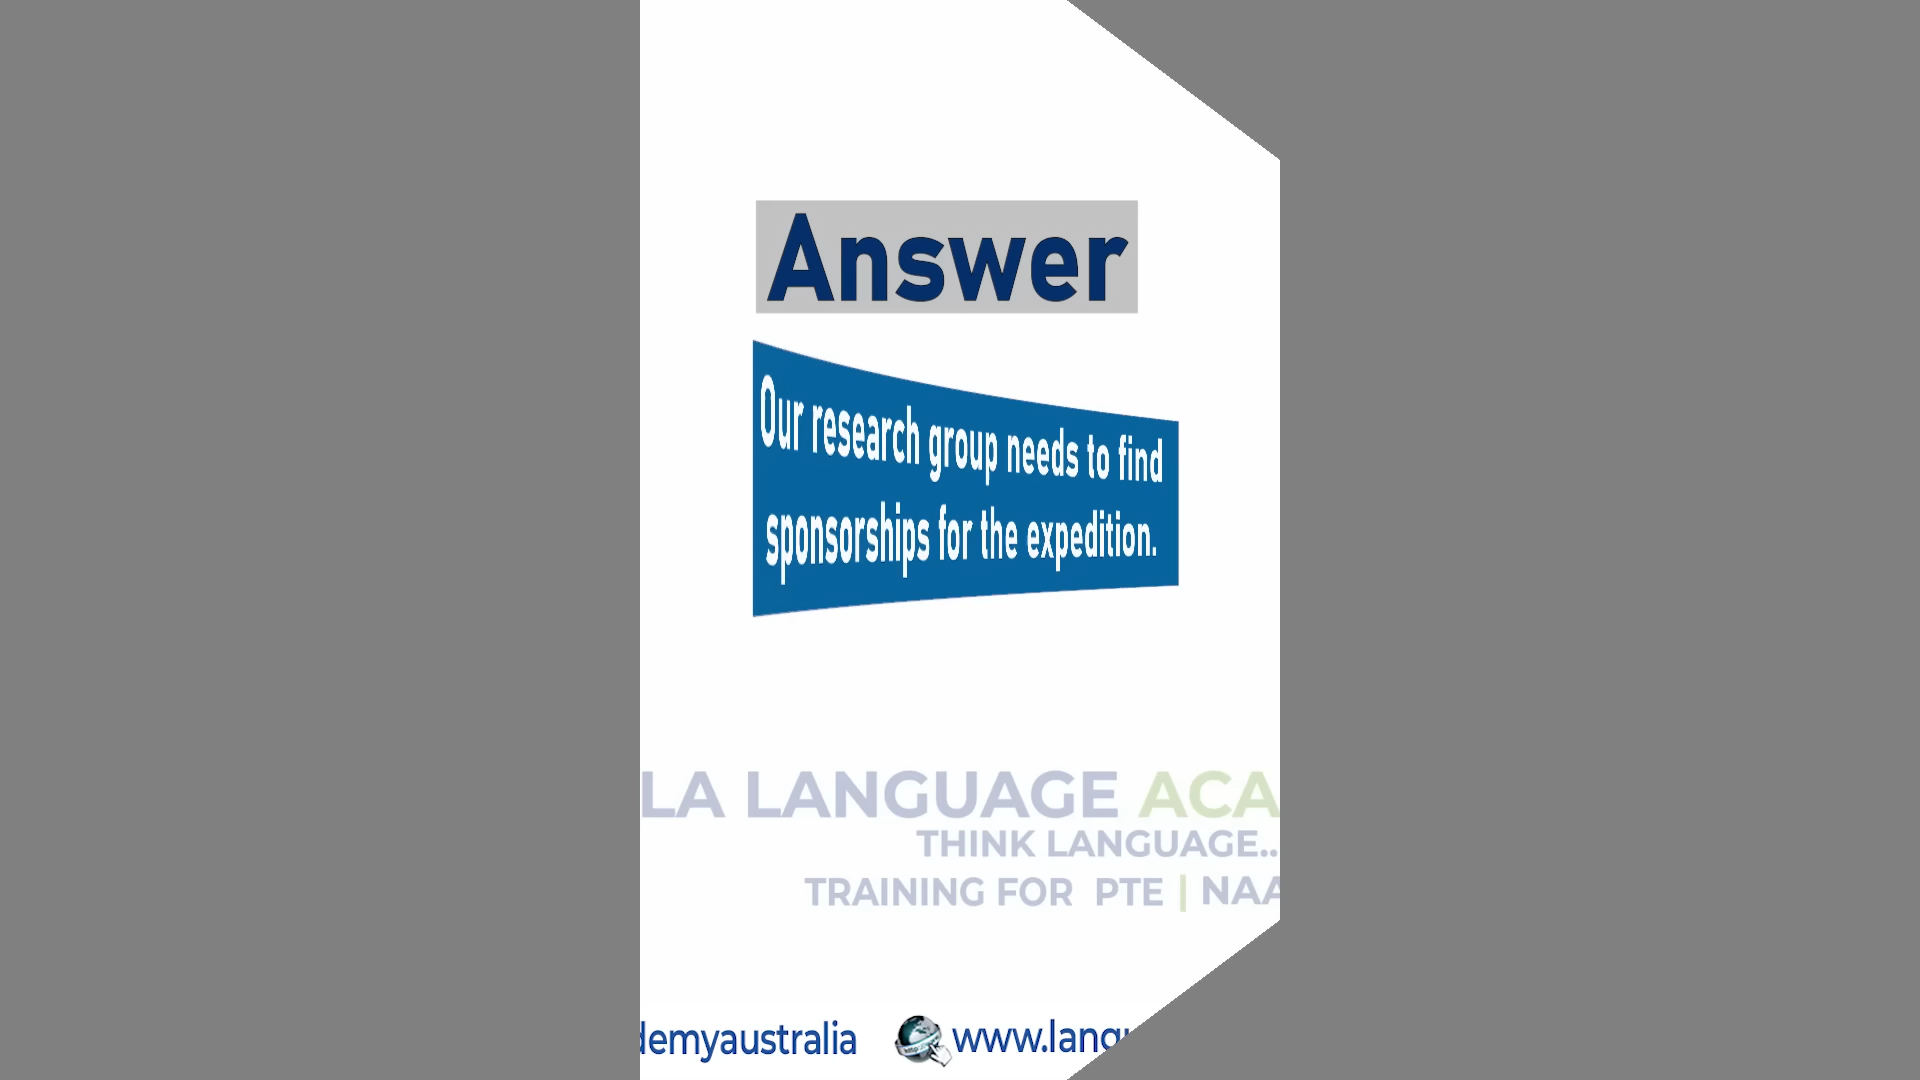 Answer
Our research group needs to find
sponsorships for the expedition.
LA LANGUAGE ACA
THINK LANGUAGE..
TRAINING FOR PTE | NAA
demyaustralia
www.lang